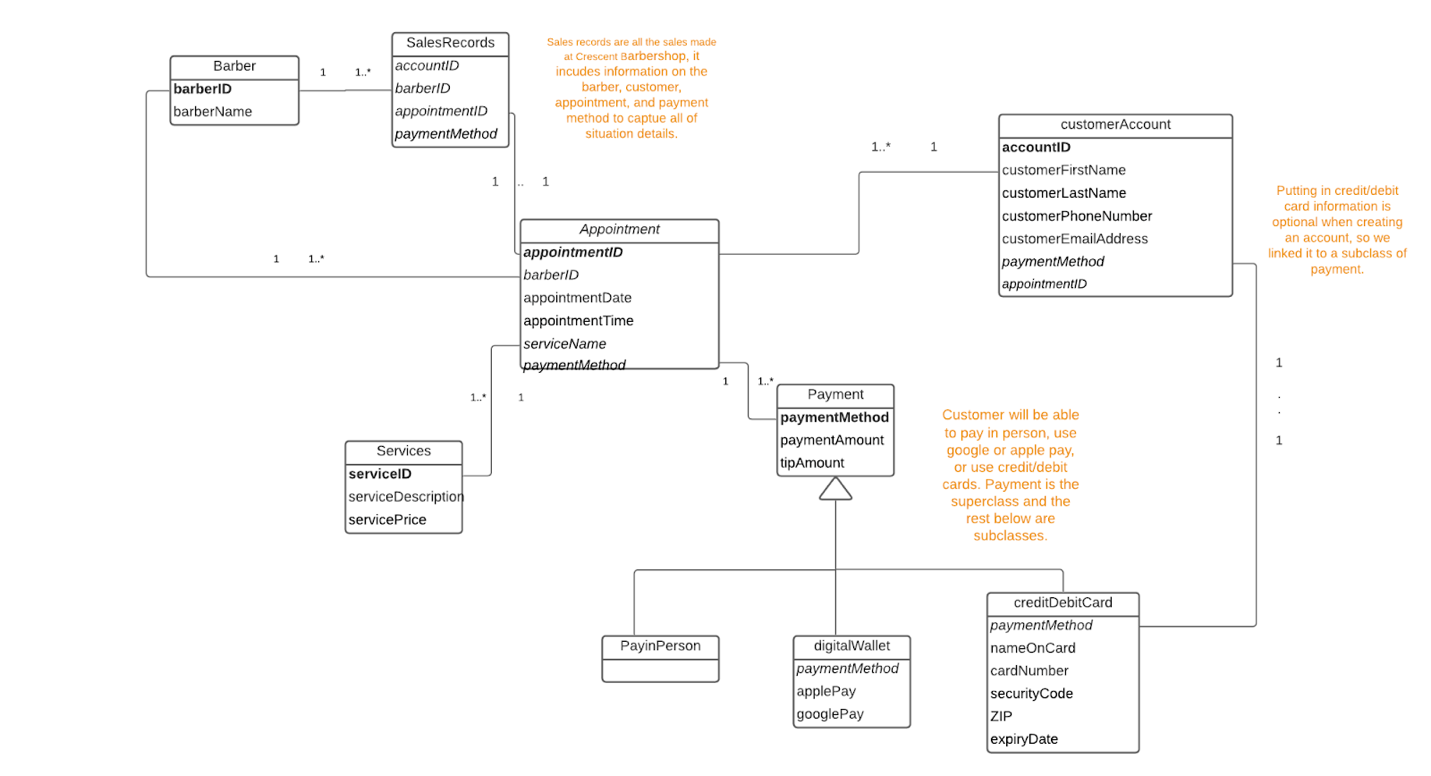 SalesRecords
accountID
barberID
appointmentID
paymentMethod
Sales records are all the sales made
at Crescent Barbershop, it
incudes information on the
barber, customer,
appointment, and payment
method to captue all of
situation details.
Barber
barberID
barberName
1 1..*
customerAccount
accountID
customerFirstName
customerLastName
customerPhoneNumber
customerEmailAddress
paymentMethod
appointmentID
1..* 1
Putting in credit/debit
card information is
optional when creating
an account, so we
linked it to a subclass of
payment.
1 .. 1
Appointment
appointmentID
barberID
appointmentDate
appointmentTime
serviceName
paymentMethod
1 1..*
1..* 1
1 1..*
Payment
paymentMethod
paymentAmount
tipAmount
1
.
.
1
Customer will be able
to pay in person, use
google or apple pay,
or use credit/debit
cards. Payment is the
superclass and the
rest below are
subclasses.
Services
serviceID
serviceDescription
servicePrice
PayinPerson
digitalWallet
paymentMethod
applePay
googlePay
creditDebitCard
paymentMethod
nameOnCard
cardNumber
securityCode
ZIP
expiryDate